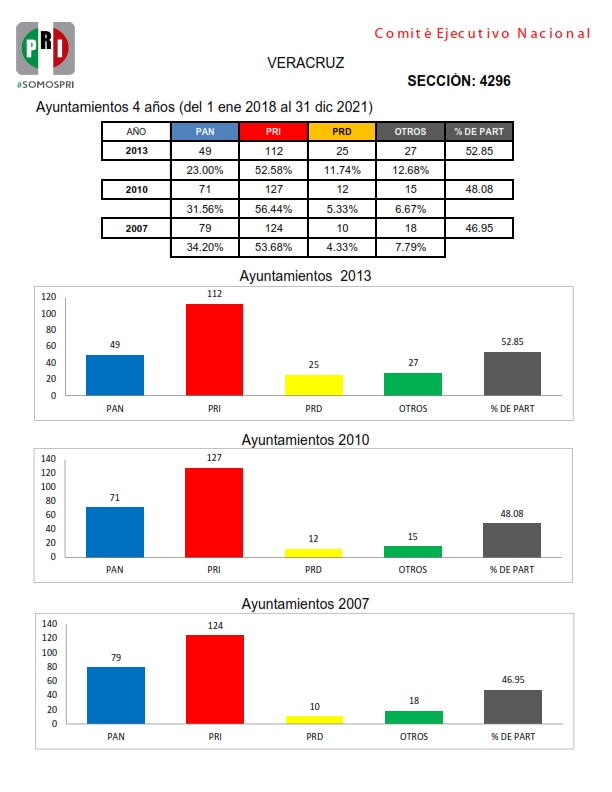 Comité Ejecutivo Nacional
PRI
#SOMOSPRI
VERACRUZ
SECCIÓN: 4296
Ayuntamientos 4 años (del 1 ene 2018 al 31 dic 2021)
AÑO PAN PRI PRD OTROS % DE PART
2013 49 112 25 27 52.85
23.00% 52.58% 11.74% 12.68%
2010 71 127 12 15 48.08
31.56% 56.44% 5.33% 6.67%
2007 79 124 10 18 46.95
34.20% 53.68% 4.33% 7.79%
Ayuntamientos 2013
120
100
80
60
40
20
0
49 112 25 27 52.85
PAN PRI PRD OTROS % DE PART
Ayuntamientos 2010
140
120
100
80
60
40
20
0
71 127 12 15 48.08
PAN PRI PRD OTROS % DE PART
Ayuntamientos 2007
140
120
100
80
60
40
20
0
79 124 10 18 46.95
PAN PRI PRD OTROS % DE PART